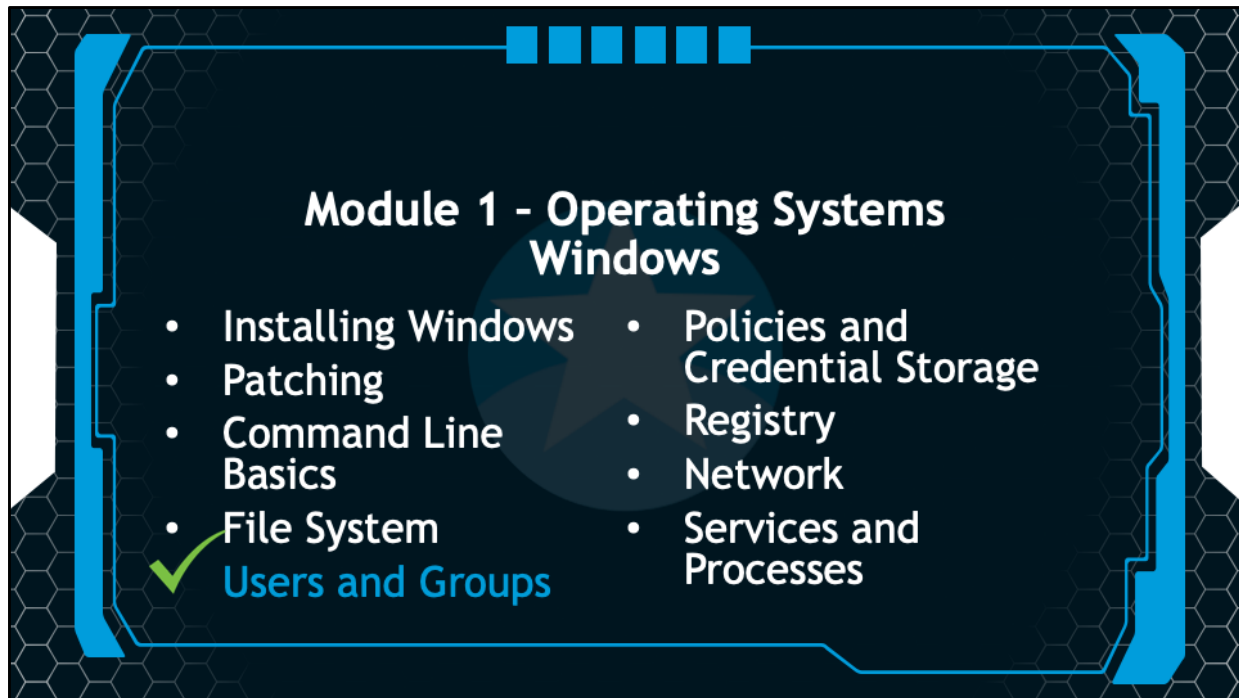 Module 1 – Operating Systems
Windows
• Installing Windows
• Patching
• Command Line
Basics
• File System
Users and Groups
• Policies and
Credential Storage
• Registry
• Network
• Services and
Processes